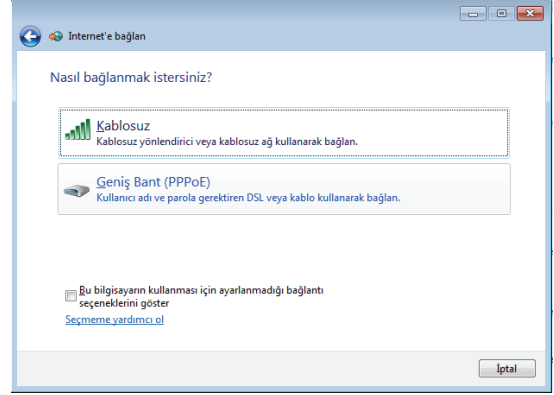 Internet'e bağlan
Nasıl bağlanmak istersiniz?
Kablosuz
Kablosuz yönlendirici veya kablosuz ağ kullanarak bağlan.
Geniş Bant (PPPoE)
Kullanıcı adı ve parola gerektiren DSL veya kablo kullanarak bağlan.
Bu bilgisayarın kullanması için ayarlanmadığı bağlantı
seçeneklerini göster
Seçmeme yardımcı ol
İptal